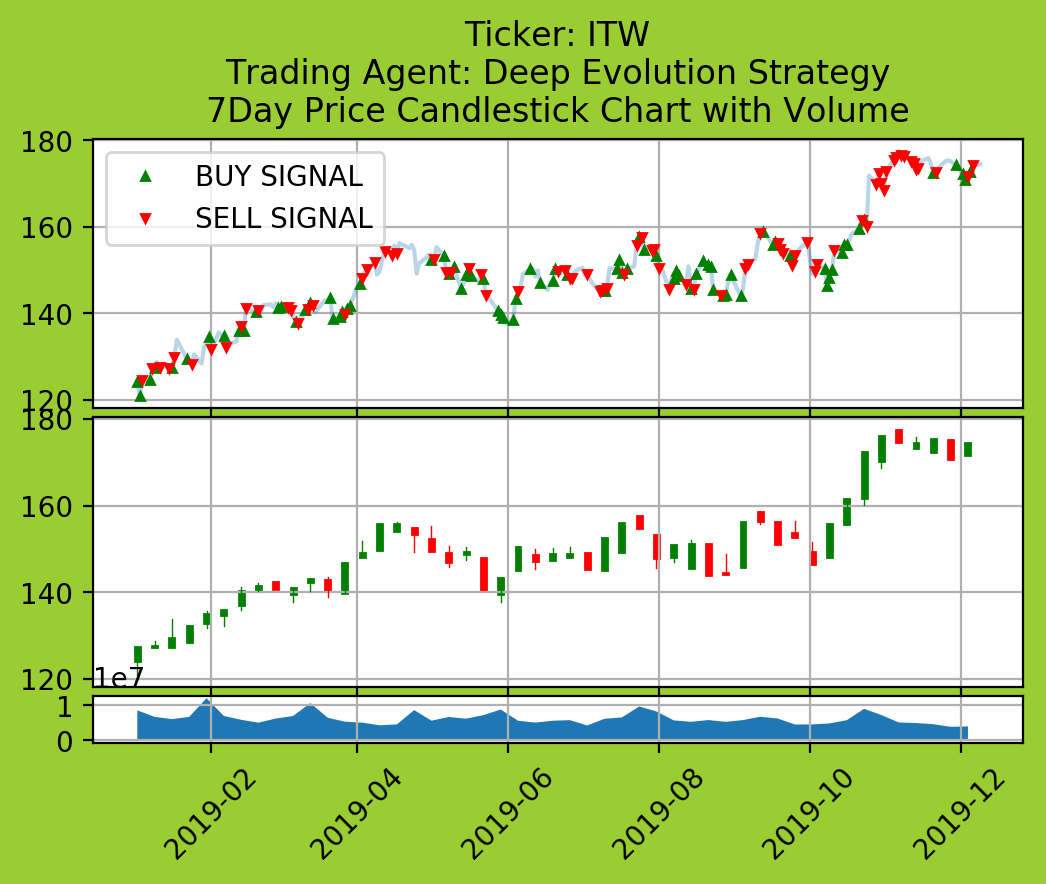 Ticker: ITW
Trading Agent: Deep Evolution Strategy
7Day Price Candlestick Chart with Volume
180
BUY SIGNAL
SELL SIGNAL
160
140
120
180
160
140
120
1e7
1
0
2019-02
2019-04
2019-06
2019-08
2019-10
2019-12